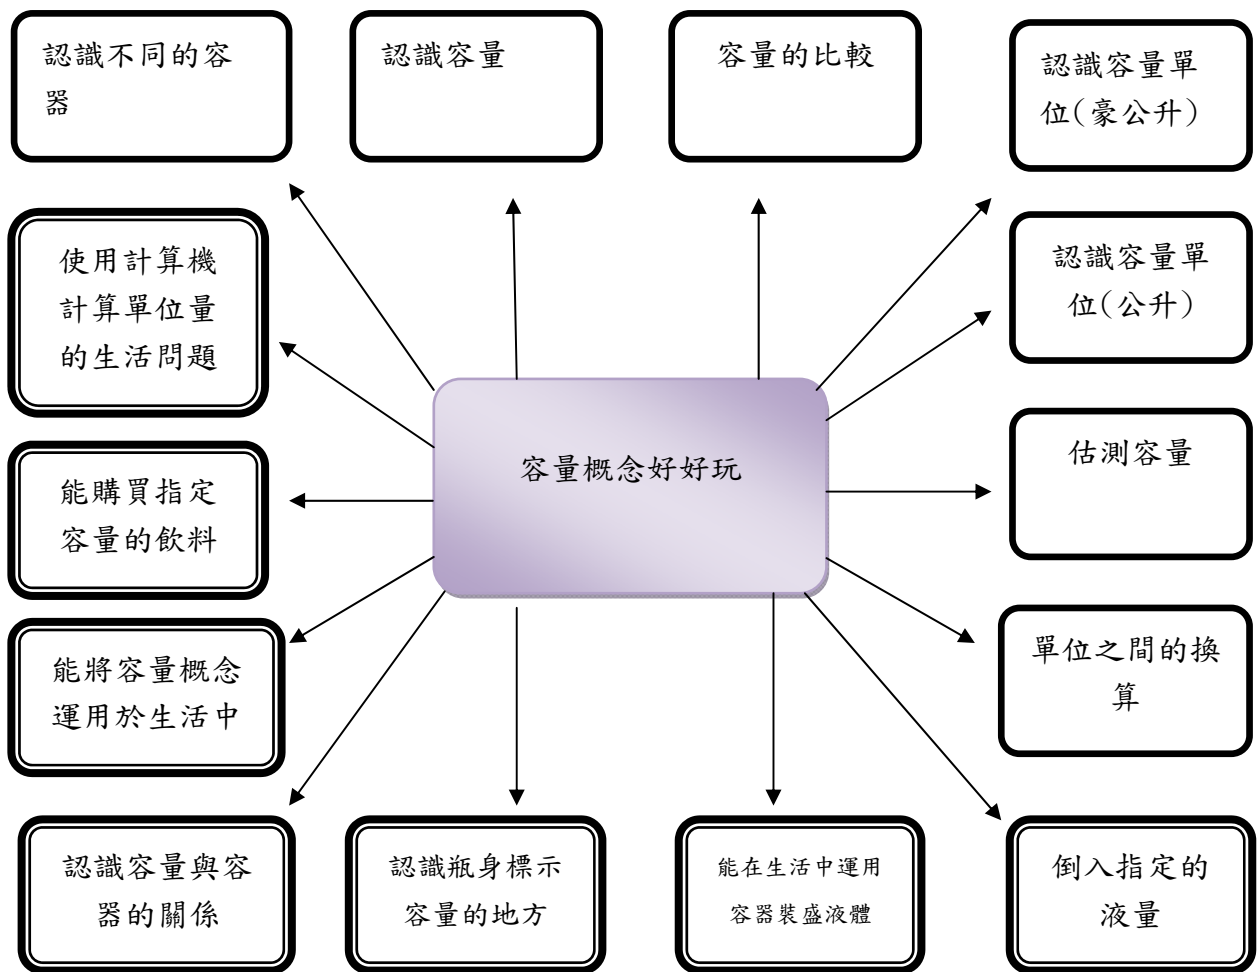 認識不同的容
器
認識容量
容量的比較
認識容量單
位(豪公升)
使用計算機
計算單位量
的生活問題
認識容量單
位(公升)
容量概念好好玩
估測容量
能購買指定
容量的飲料
能將容量概念
運用於生活中
單位之間的換
算
認識容量與容
器的關係
認識瓶身標示
容量的地方
能在生活中運用
容器裝盛液體
倒入指定的
液量